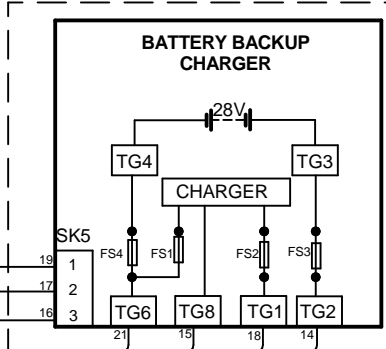 BATTERY BACKUP
CHARGER
28V
TG4
TG3
CHARGER
SK5
FS4
FS1
FS2
FS3
19
1
17
2
16
3
TG6
TG8
TG1
TG2
21
15
18
14